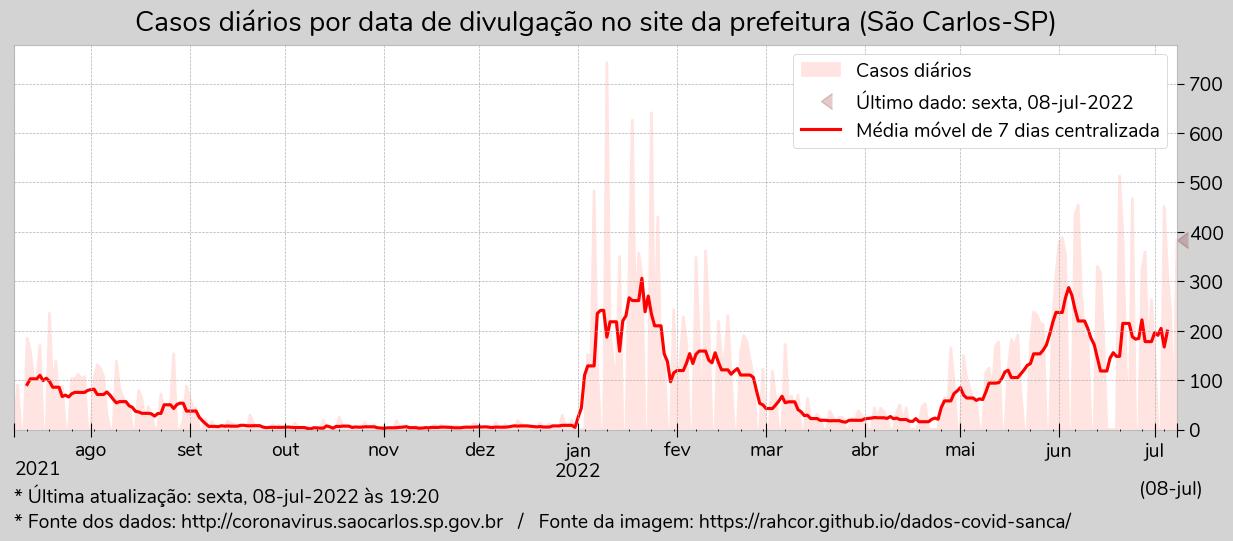 Casos diários por data de divulgação no site da prefeitura (São Carlos-SP)
Casos diários
Último dado: sexta, 08-jul-2022
Média móvel de 7 dias centralizada
700
600
500
400
300
200
100
0
ago set out nov dez jan fev mar abr mai jun jul
2021 2022
(08-jul)
* Última atualização: sexta, 08-jul-2022 às 19:20
* Fonte dos dados: http://coronavirus.saocarlos.sp.gov.br / Fonte da imagem: https://rahcor.github.io/dados-covid-sanca/